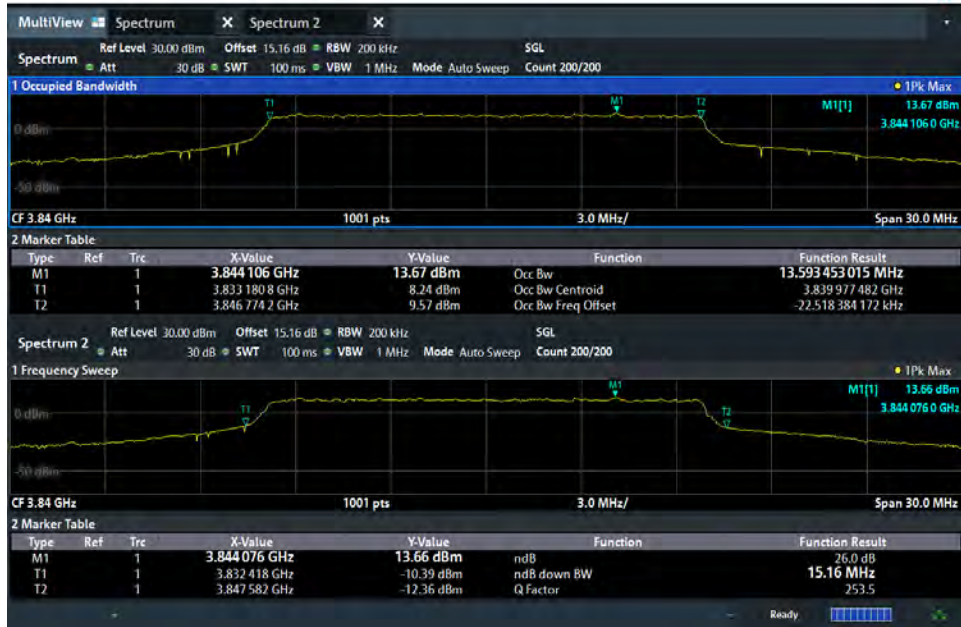 MultiView Spectrum X Spectrum 2 X
Ref Level 30.00 dBm Offset 15.16 dB RBW 200 kHz SGL
Spectrum Att 30 dB SWT 100 ms VBW 1 MHz Mode Auto Sweep Count 200/200
1 Occupied Bandwidth 1Pk Max
T1 M1 T2 M1[1] 13.67 dBm
0 dBm 3.844 106 0 GHz
-50 dBm
CF 3.84 GHz 1001 pts 3.0 MHz/ Span 30.0 MHz
2 Marker Table
Type Ref Trc X-Value Y-Value Function Function Result
M1 1 3.844 106 GHz 13.67 dBm Occ Bw 13.593 453 015 MHz
T1 1 3.833 180 8 GHz 8.24 dBm Occ Bw Centroid 3.839 977 482 GHz
T2 1 3.846 774 2 GHz 9.57 dBm Occ Bw Freq Offset -22.518 384 172 kHz
Ref Level 30.00 dBm Offset 15.16 dB RBW 200 kHz SGL
Spectrum 2 Att 30 dB SWT 100 ms VBW 1 MHz Mode Auto Sweep Count 200/200
1 Frequency Sweep 1Pk Max
M1 M1[1] 13.66 dBm
0 dBm T1 T2 3.844 076 0 GHz
-50 dBm
CF 3.84 GHz 1001 pts 3.0 MHz/ Span 30.0 MHz
2 Marker Table
Type Ref Trc X-Value Y-Value Function Function Result
M1 1 3.844 076 GHz 13.66 dBm ndB 26.0 dB
T1 1 3.832 418 GHz -10.39 dBm ndB down BW 15.16 MHz
T2 1 3.847 582 GHz -12.36 dBm Q Factor 253.5
Ready